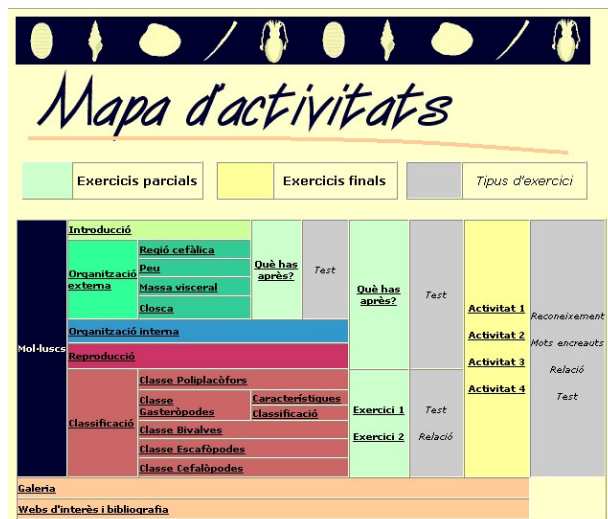 Mapa d'activitats
Exercicis parcials
Exercicis finals
Tipus d'exercici
Mol·luscs
Introducció
Organització
externa
Regió cefàlica
Peu
Massa visceral
Closca
Què has
après?
Test
Organització interna
Reproducció
Què has
après?
Test
Classificació
Classe Poliplacòfors
Classe
Gasteròpodes
Característiques
Classificació
Classe Bivalves
Classe Escafòpodes
Classe Cefalòpodes
Exercici 1
Exercici 2
Test
Relació
Activitat 1
Activitat 2
Activitat 3
Activitat 4
Reconeixement
Mots encreauts
Relació
Test
Galeria
Webs d'interès i bibliografia